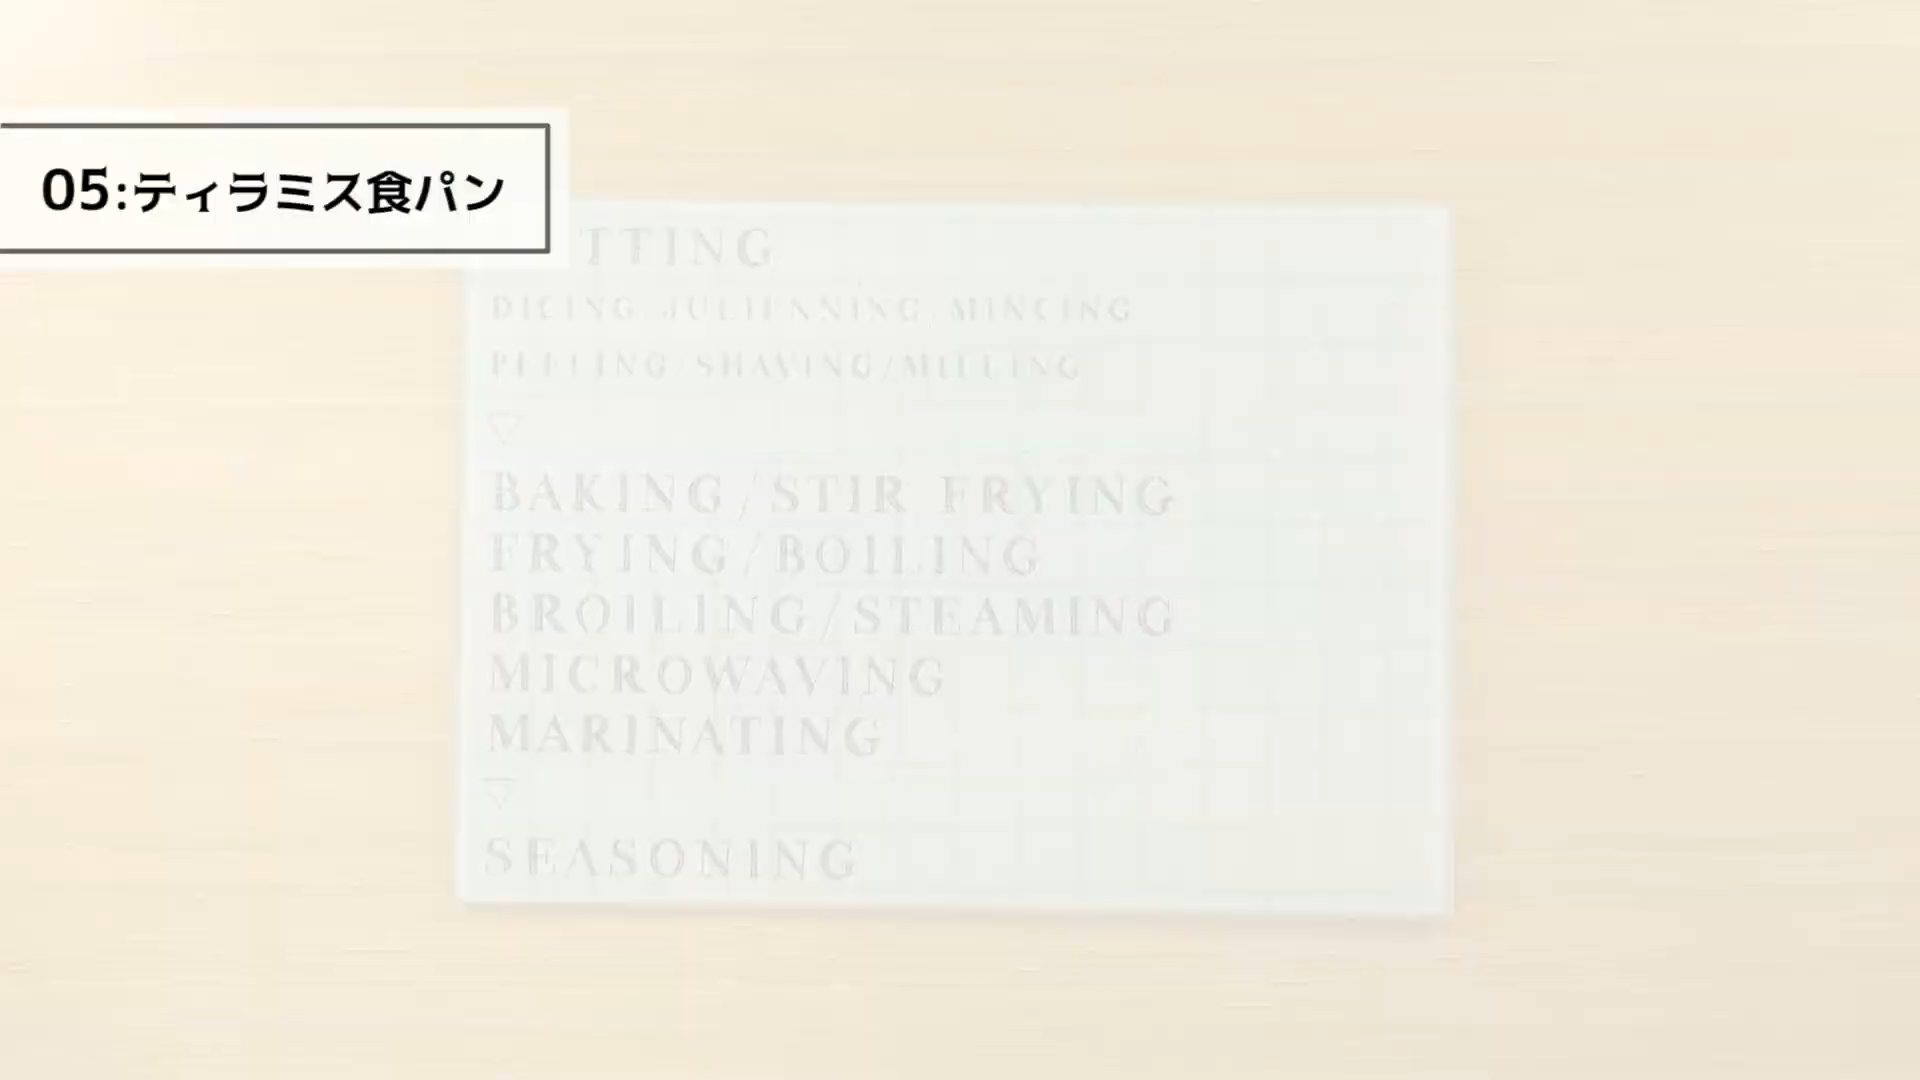 05:ティラミス食パン
TTING
DICING/JULIENNING/MINCING
PEELING/SHAVING/MILLING
BAKING/STIR FRYING
FRYING/BOILING
BROILING/STEAMING
MICROWAVING
MARINATING
SEASONING